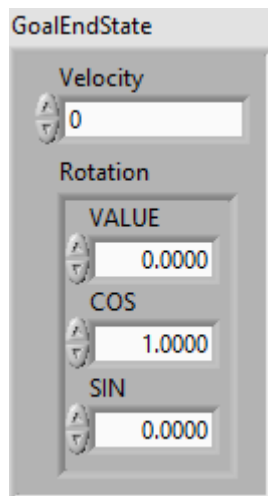 GoalEndState
Velocity
0
Rotation
VALUE
0.0000
COS
1.0000
SIN
0.0000